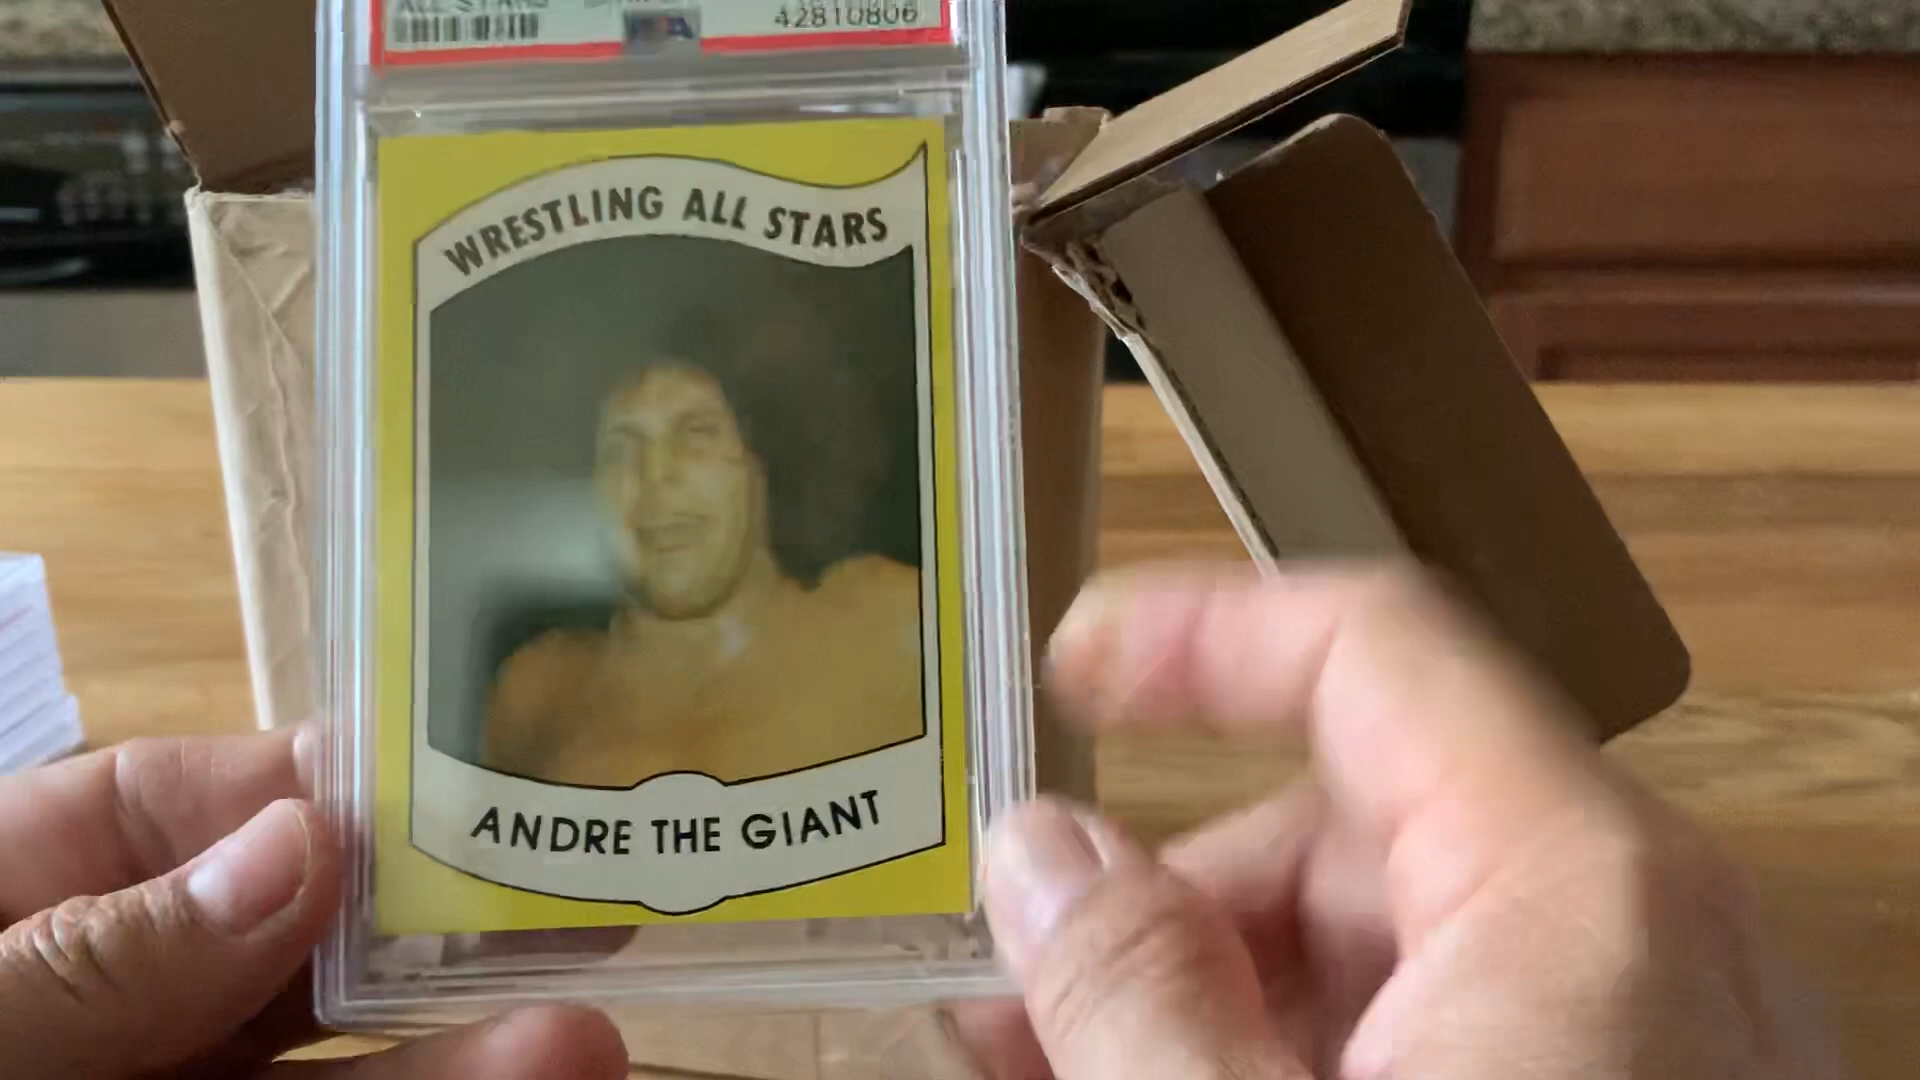 ALL STARS
42810806
WRESTLING ALL STARS
ANDRE THE GIANT